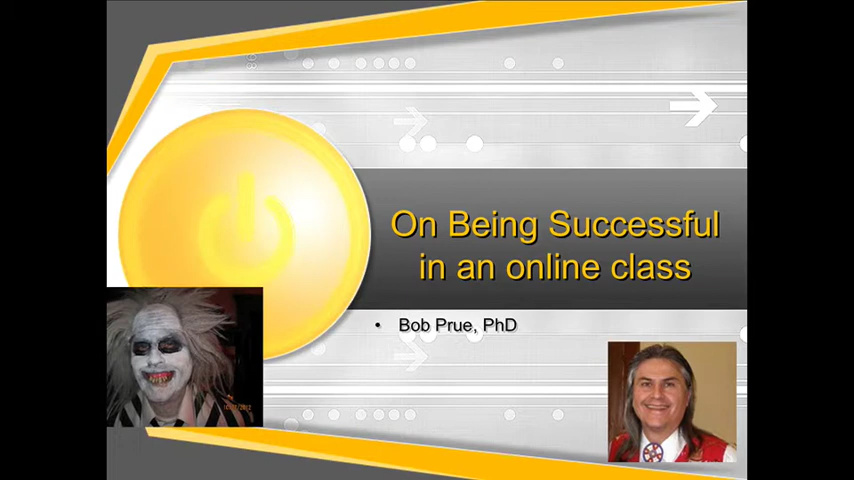 On Being Successful
in an online class
• Bob Prue, PhD